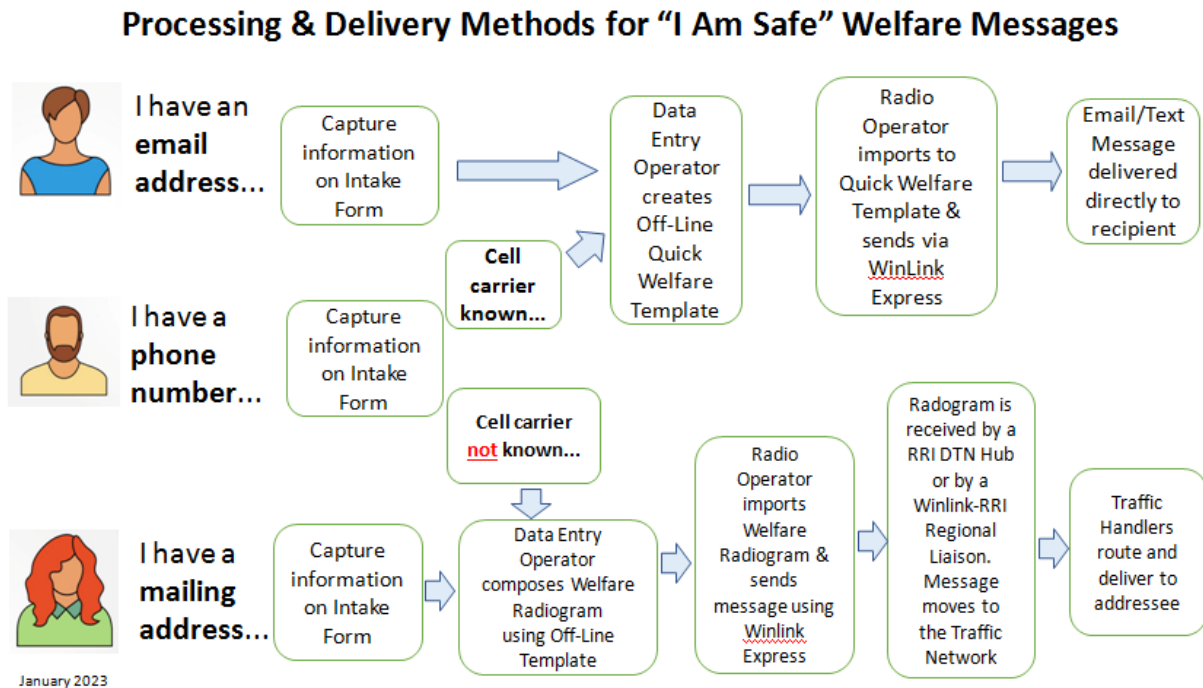 Processing & Delivery Methods for “I Am Safe” Welfare Messages
I have an
email
address...
Capture
information
on Intake
Form
Data
Entry
Operator
creates
Off-Line
Quick
Welfare
Template
Radio
Operator
imports to
Quick Welfare
Template &
sends via
WinLink
Express
Email/Text
Message
delivered
directly to
recipient
I have a
phone
number...
Capture
information
on Intake
Form
Cell
carrier
known...
Cell carrier
not known...
I have a
mailing
address...
Capture
information
on Intake
Form
Data Entry
Operator
composes Welfare
Radiogram
using Off-Line
Template
Radio
Operator
imports
Welfare
Radiogram &
sends
message using
Winlink
Express
Radogram is
received by a
RRI DTN Hub
or by a
Winlink-RRI
Regional
Liaison.
Message
moves to
the Traffic
Network
Traffic
Handlers
route and
deliver to
addressee
January 2023